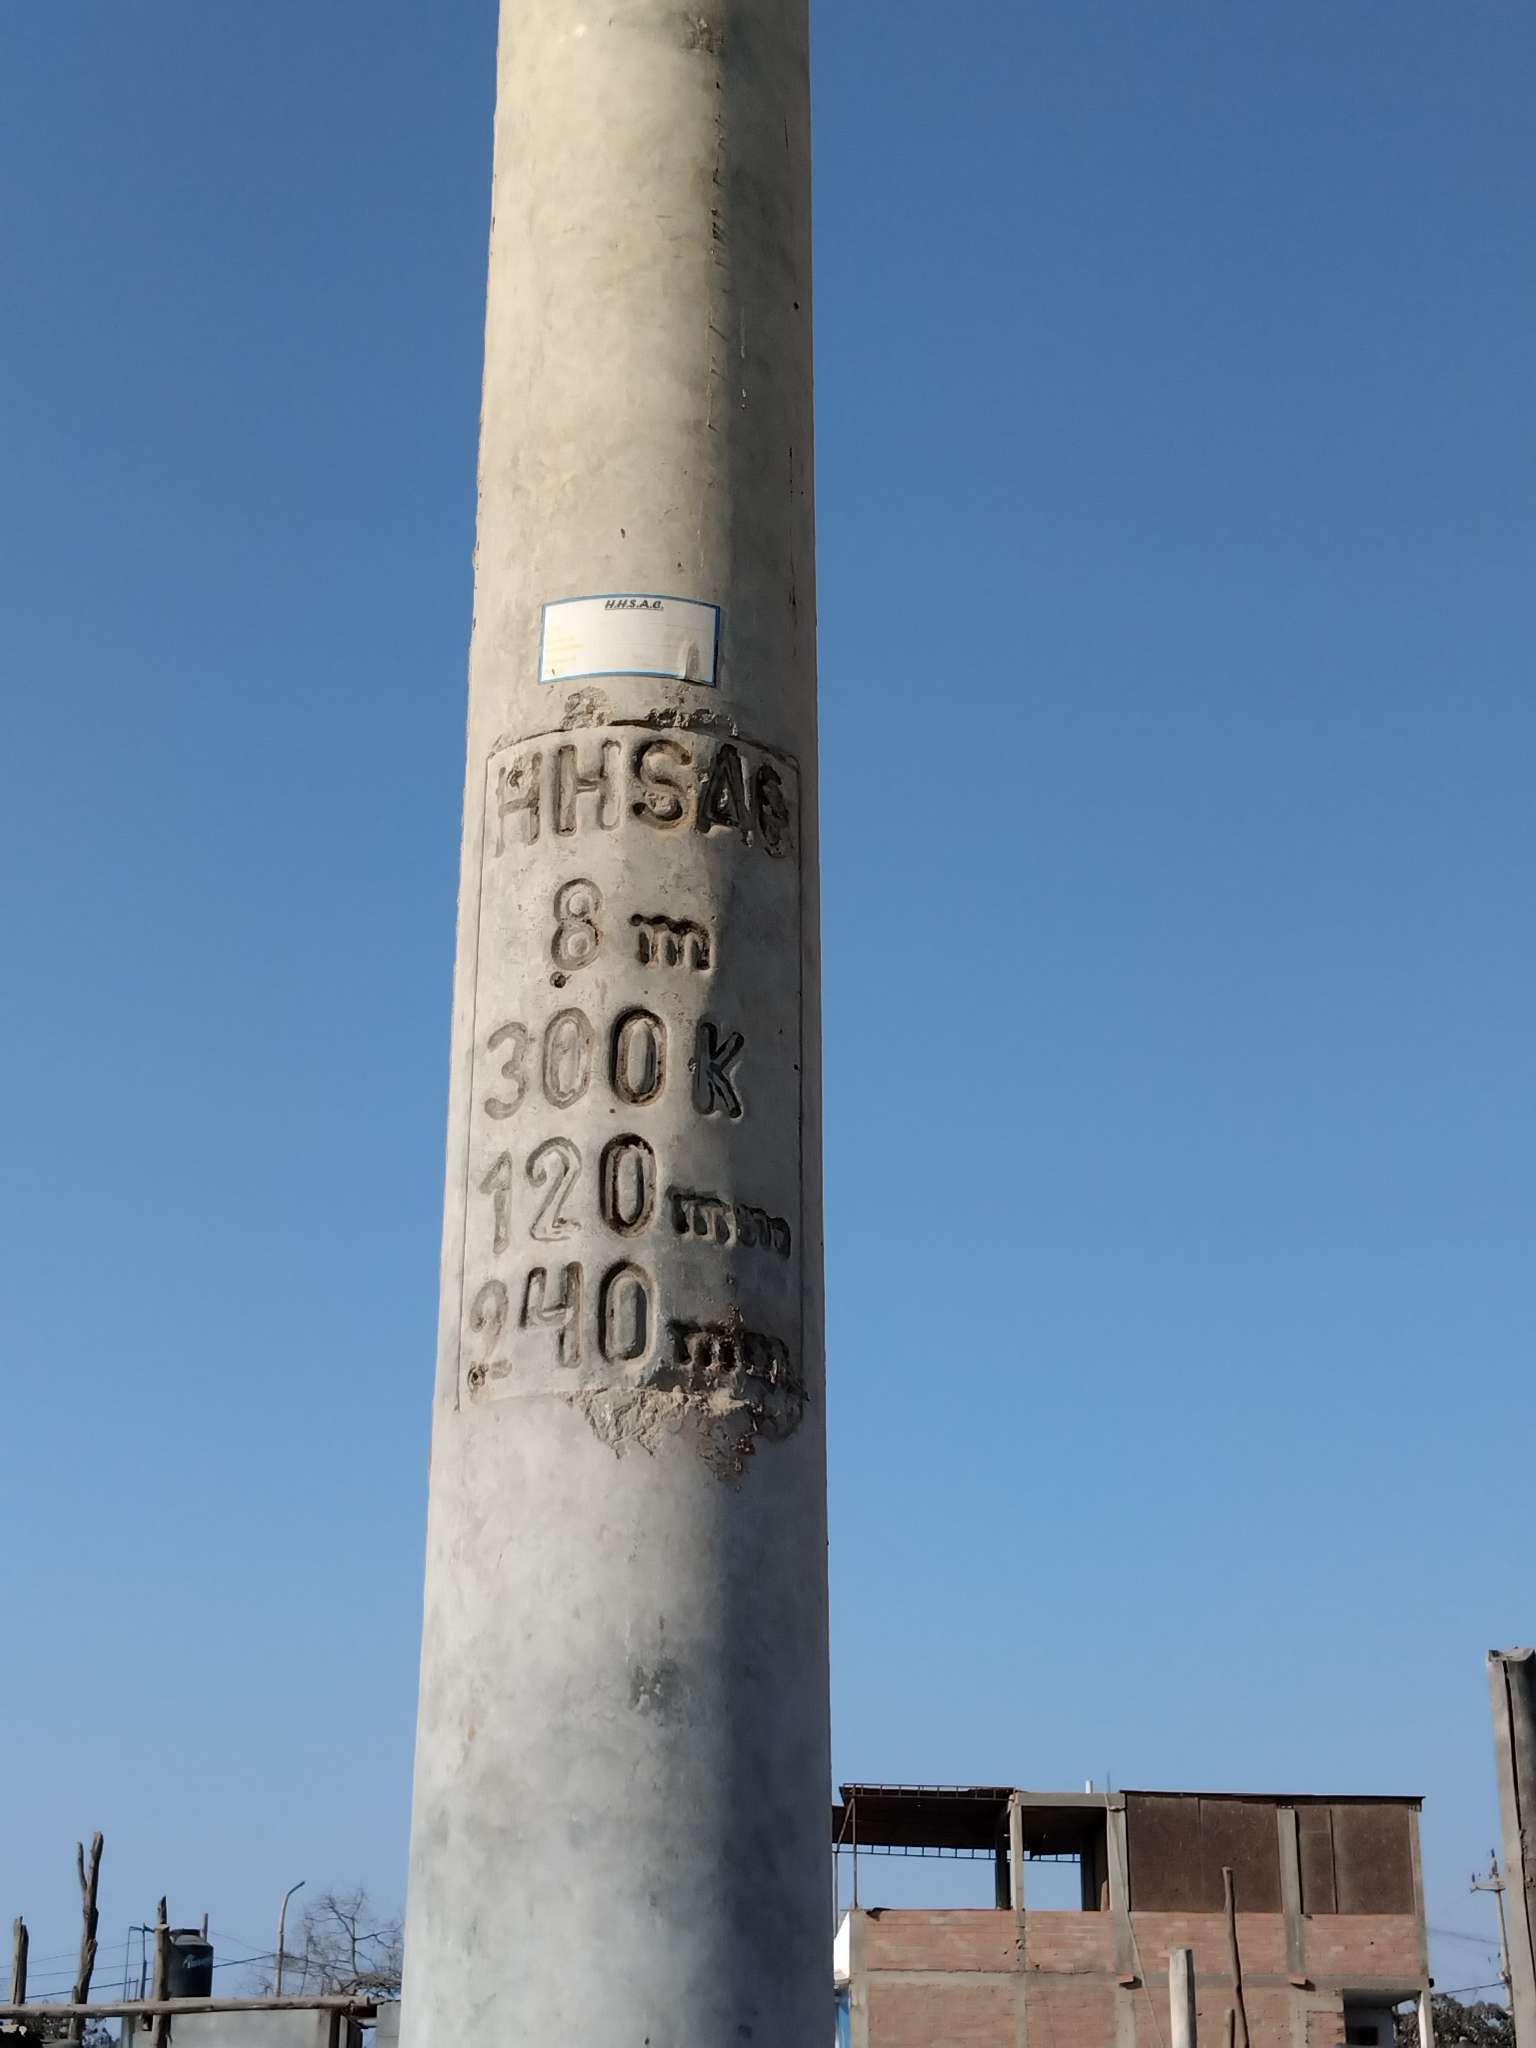 H.H.S.A.C.
HHSAC
8 m
300 K
120 mm
240 mm